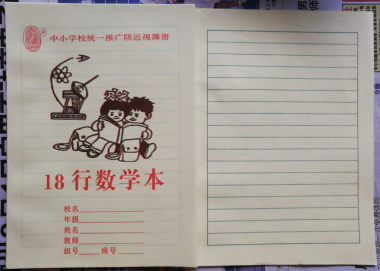 中小学校统一推广防近视簿册
18行数学本
校名
年级
姓名
教师
组号 座号